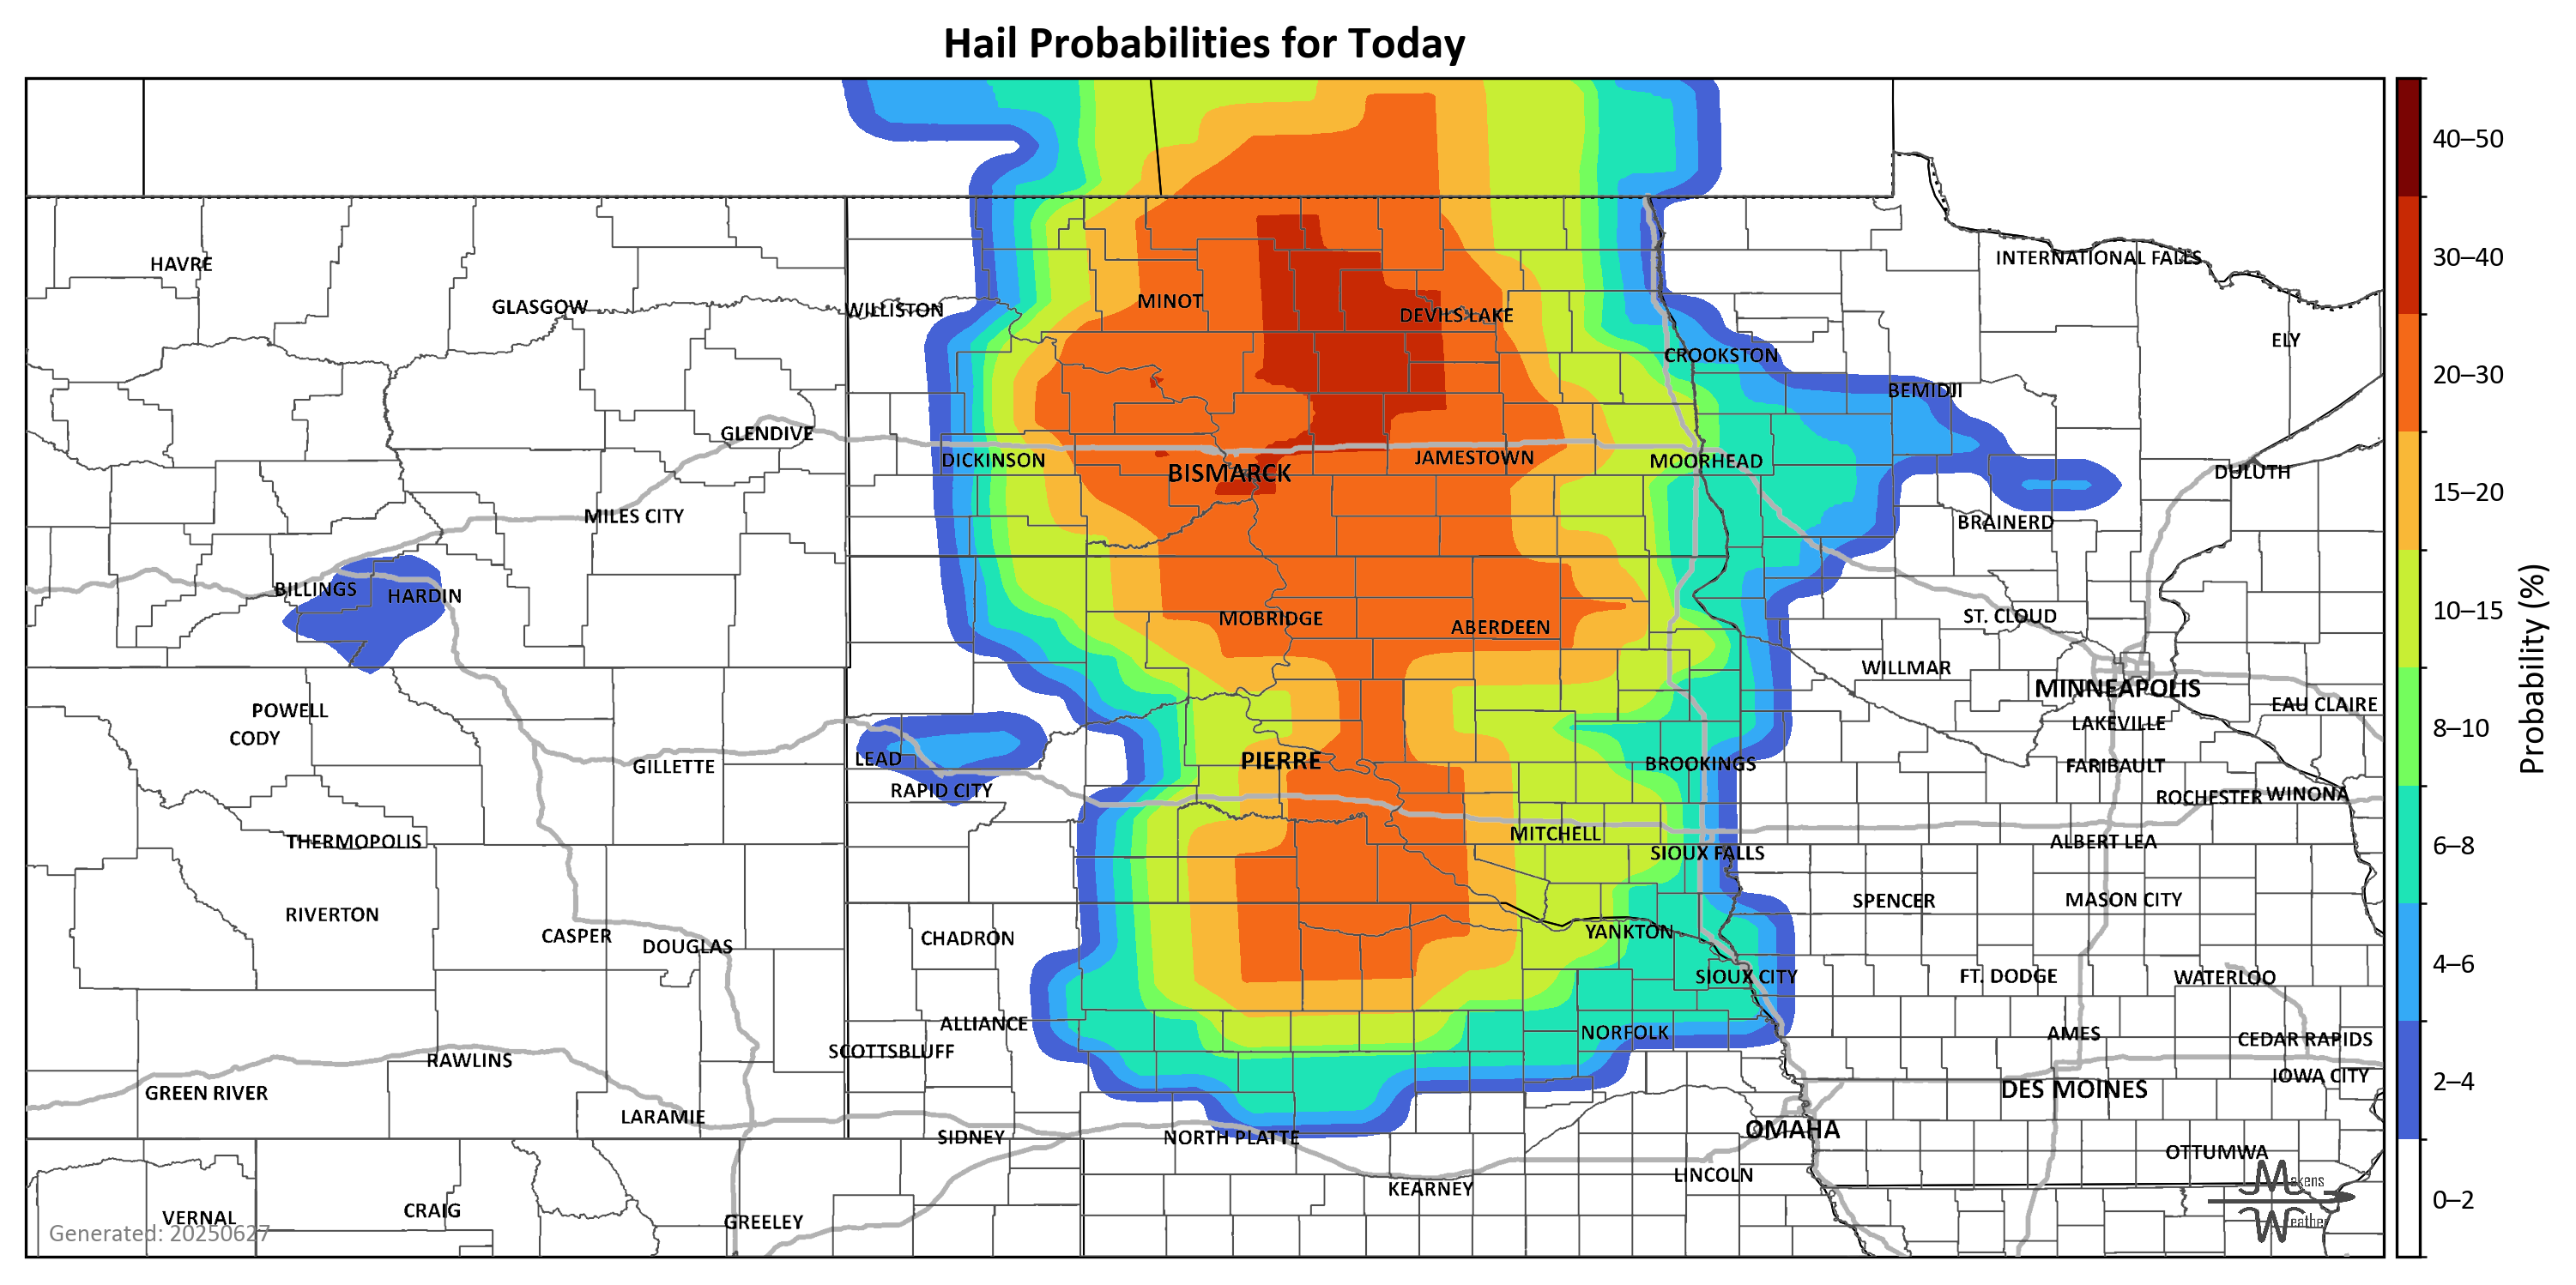 Hail Probabilities for Today
40–50
30–40
20–30
15–20
10–15
8–10
6–8
4–6
2–4
0–2
Probability (%)
HAVRE
INTERNATIONAL FALLS
GLASGOW
WILLISTON
MINOT
DEVILS LAKE
ELY
CROOKSTON
BEMIDJI
GLENDIVE
DICKINSON
BISMARCK
JAMESTOWN
MOORHEAD
DULUTH
MILES CITY
BRAINERD
BILLINGS
HARDIN
MOBRIDGE
ABERDEEN
ST. CLOUD
WILLMAR
MINNEAPOLIS
EAU CLAIRE
POWELL
LAKEVILLE
CODY
GILLETTE
LEAD
PIERRE
BROOKINGS
FARIBAULT
RAPID CITY
ROCHESTER
WINONA
THERMOPOLIS
MITCHELL
ALBERT LEA
SIOUX FALLS
RIVERTON
SPENCER
MASON CITY
CASPER
DOUGLAS
CHADRON
YANKTON
SIOUX CITY
FT. DODGE
WATERLOO
ALLIANCE
NORFOLK
AMES
CEDAR RAPIDS
SCOTTSBLUFF
RAWLINS
GREEN RIVER
DES MOINES
IOWA CITY
LARAMIE
SIDNEY
NORTH PLATTE
OMAHA
OTTUMWA
LINCOLN
KEARNEY
VERNAL
CRAIG
GREELEY
Generated: 20250627
Makens
Weather